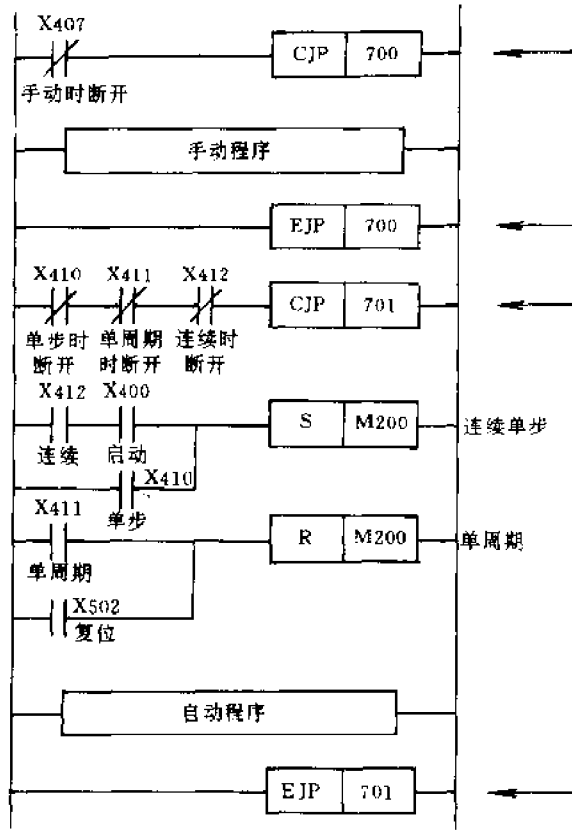 X407
CJP 700
手动时断开
手动程序
EJP 700
X410 X411 X412
CJP 701
单步时断开 单周期时断开 连续时断开
X412 X400
S M200 连续单步
连续 启动
X410
单步
X411
R M200 单周期
单周期
X502
复位
自动程序
EJP 701